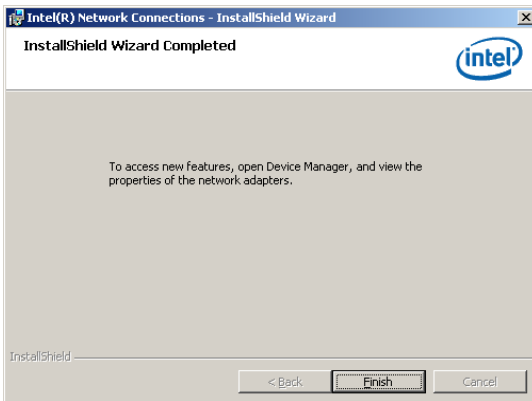 Intel(R) Network Connections - InstallShield Wizard
InstallShield Wizard Completed
intel
To access new features, open Device Manager, and view the
properties of the network adapters.
InstallShield
< Back
Finish
Cancel